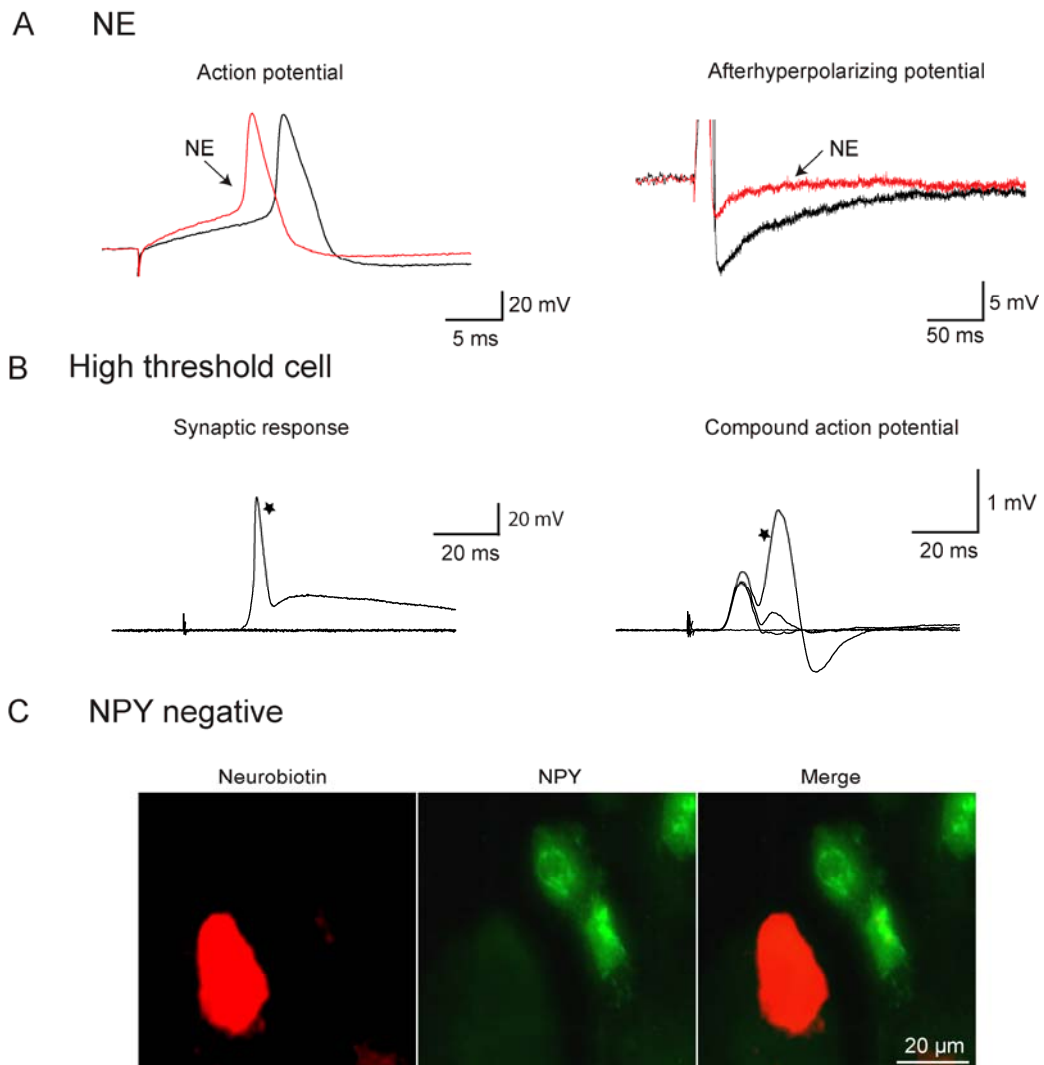 A NE
Action potential
Afterhyperpolarizing potential
NE
NE
20 mV
5 ms
5 mV
50 ms
B High threshold cell
Synaptic response
Compound action potential
20 mV
20 ms
1 mV
20 ms
C NPY negative
Neurobiotin
NPY
Merge
20 µm